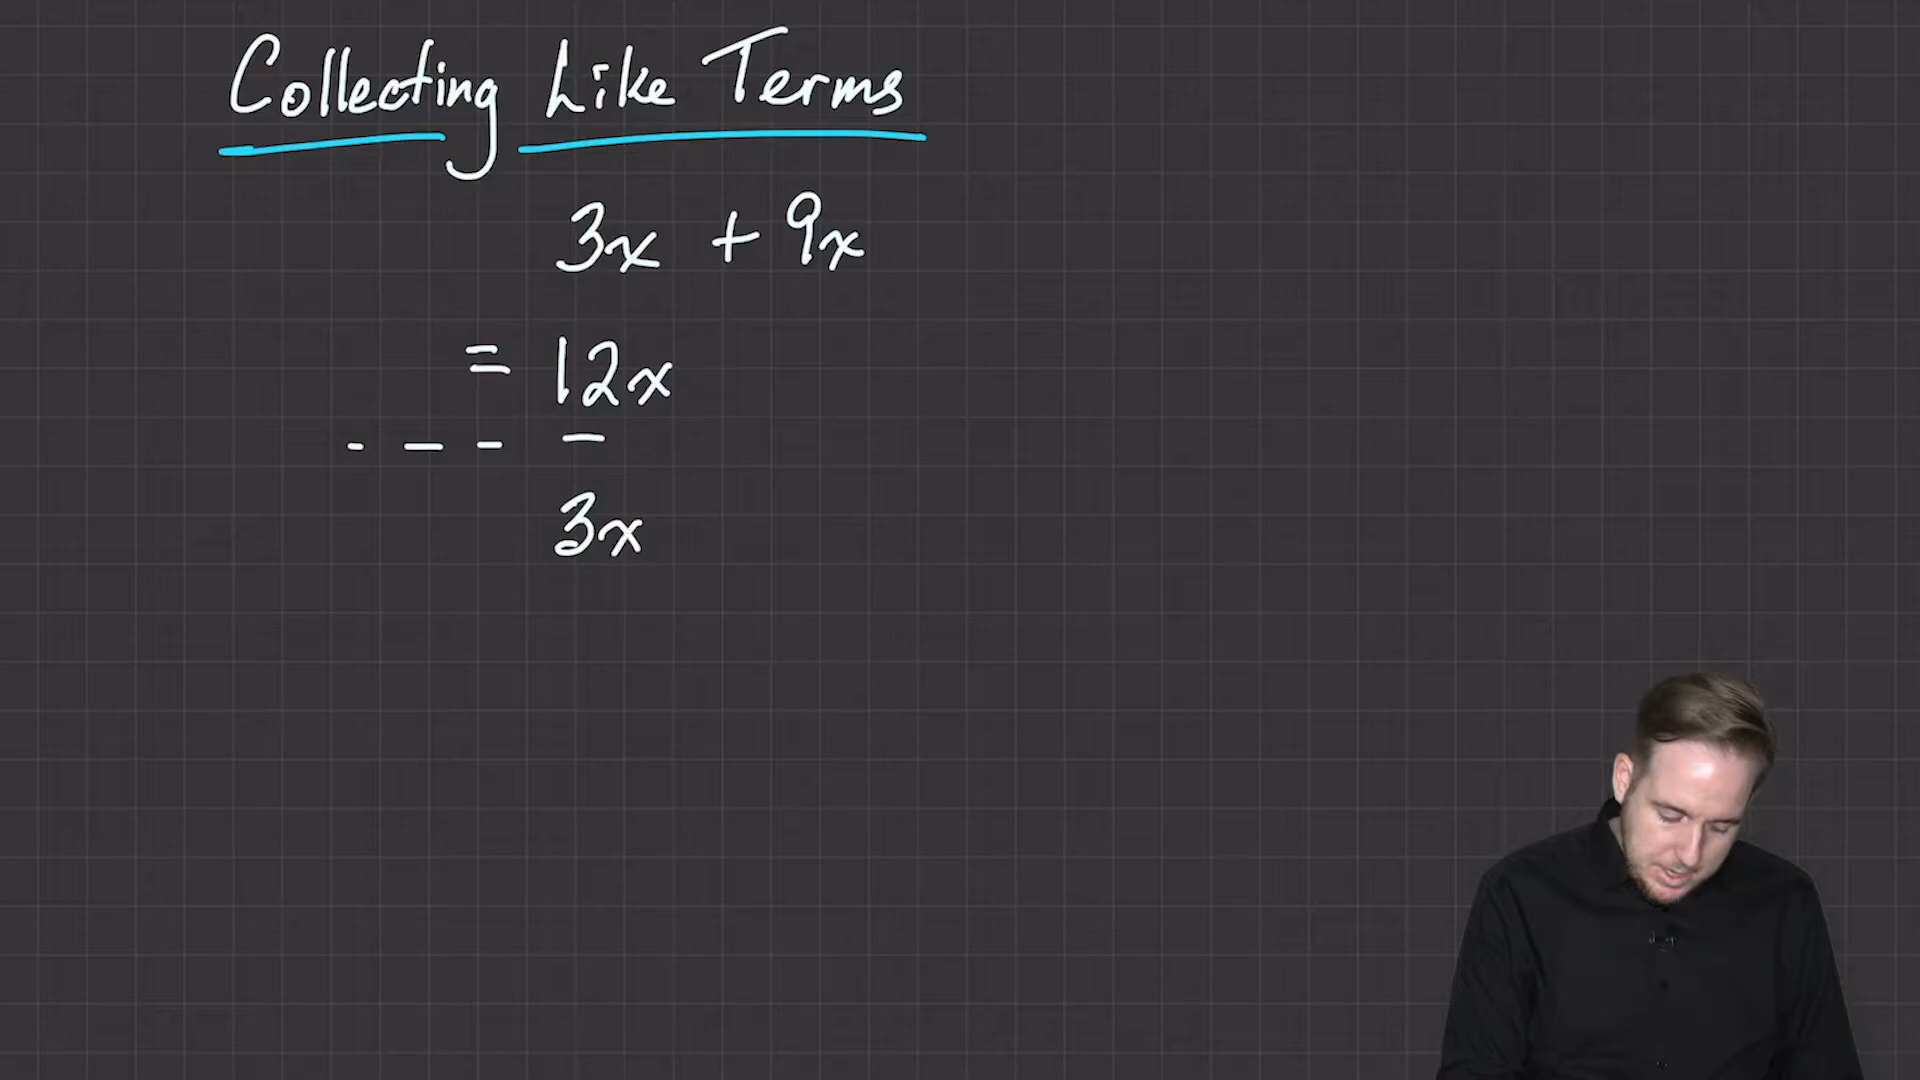 Collecting Like Terms
3x + 9x
= 12x
3x